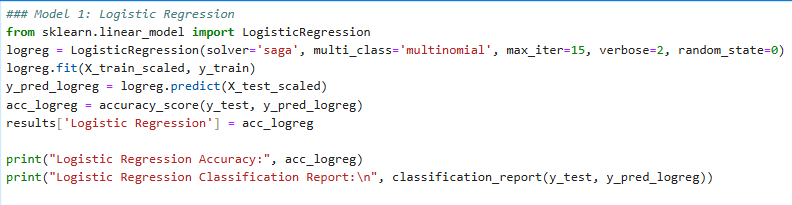 ### Model 1: Logistic Regression
from sklearn.linear_model import LogisticRegression
logreg = LogisticRegression(solver='saga', multi_class='multinomial', max_iter=15, verbose=2, random_state=0)
logreg.fit(X_train_scaled, y_train)
y_pred_logreg = logreg.predict(X_test_scaled)
acc_logreg = accuracy_score(y_test, y_pred_logreg)
results['Logistic Regression'] = acc_logreg
print("Logistic Regression Accuracy:", acc_logreg)
print("Logistic Regression Classification Report:\n", classification_report(y_test, y_pred_logreg))